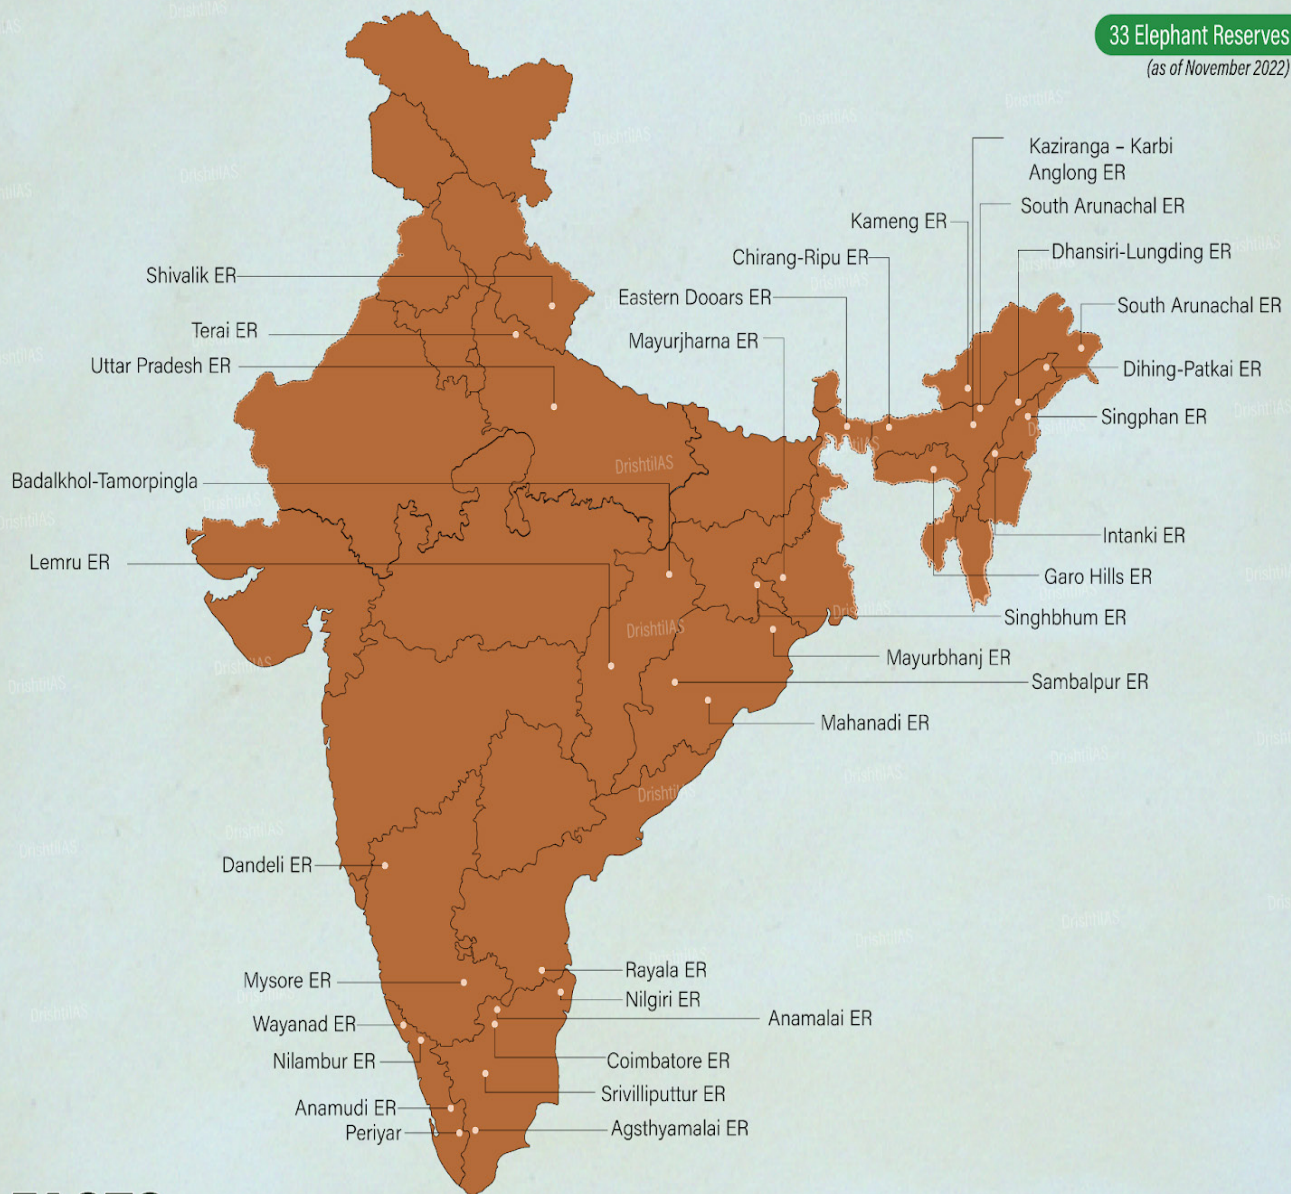 33 Elephant Reserves
(as of November 2022)
Kaziranga – Karbi
Anglong ER
South Arunachal ER
Kameng ER
Dhansiri-Lungding ER
Chirang-Ripu ER
Shivalik ER
Eastern Dooars ER
South Arunachal ER
Terai ER
Mayurjharna ER
Uttar Pradesh ER
Dihing-Patkai ER
Singphan ER
Badalkhol-Tamorpingla
Intanki ER
Lemru ER
Garo Hills ER
Singhbhum ER
Mayurbhanj ER
Sambalpur ER
Mahanadi ER
Dandeli ER
Rayala ER
Mysore ER
Nilgiri ER
Anamalai ER
Wayanad ER
Nilambur ER
Coimbatore ER
Srivilliputtur ER
Anamudi ER
Periyar
Agsthyamalai ER
DrishtiIAS